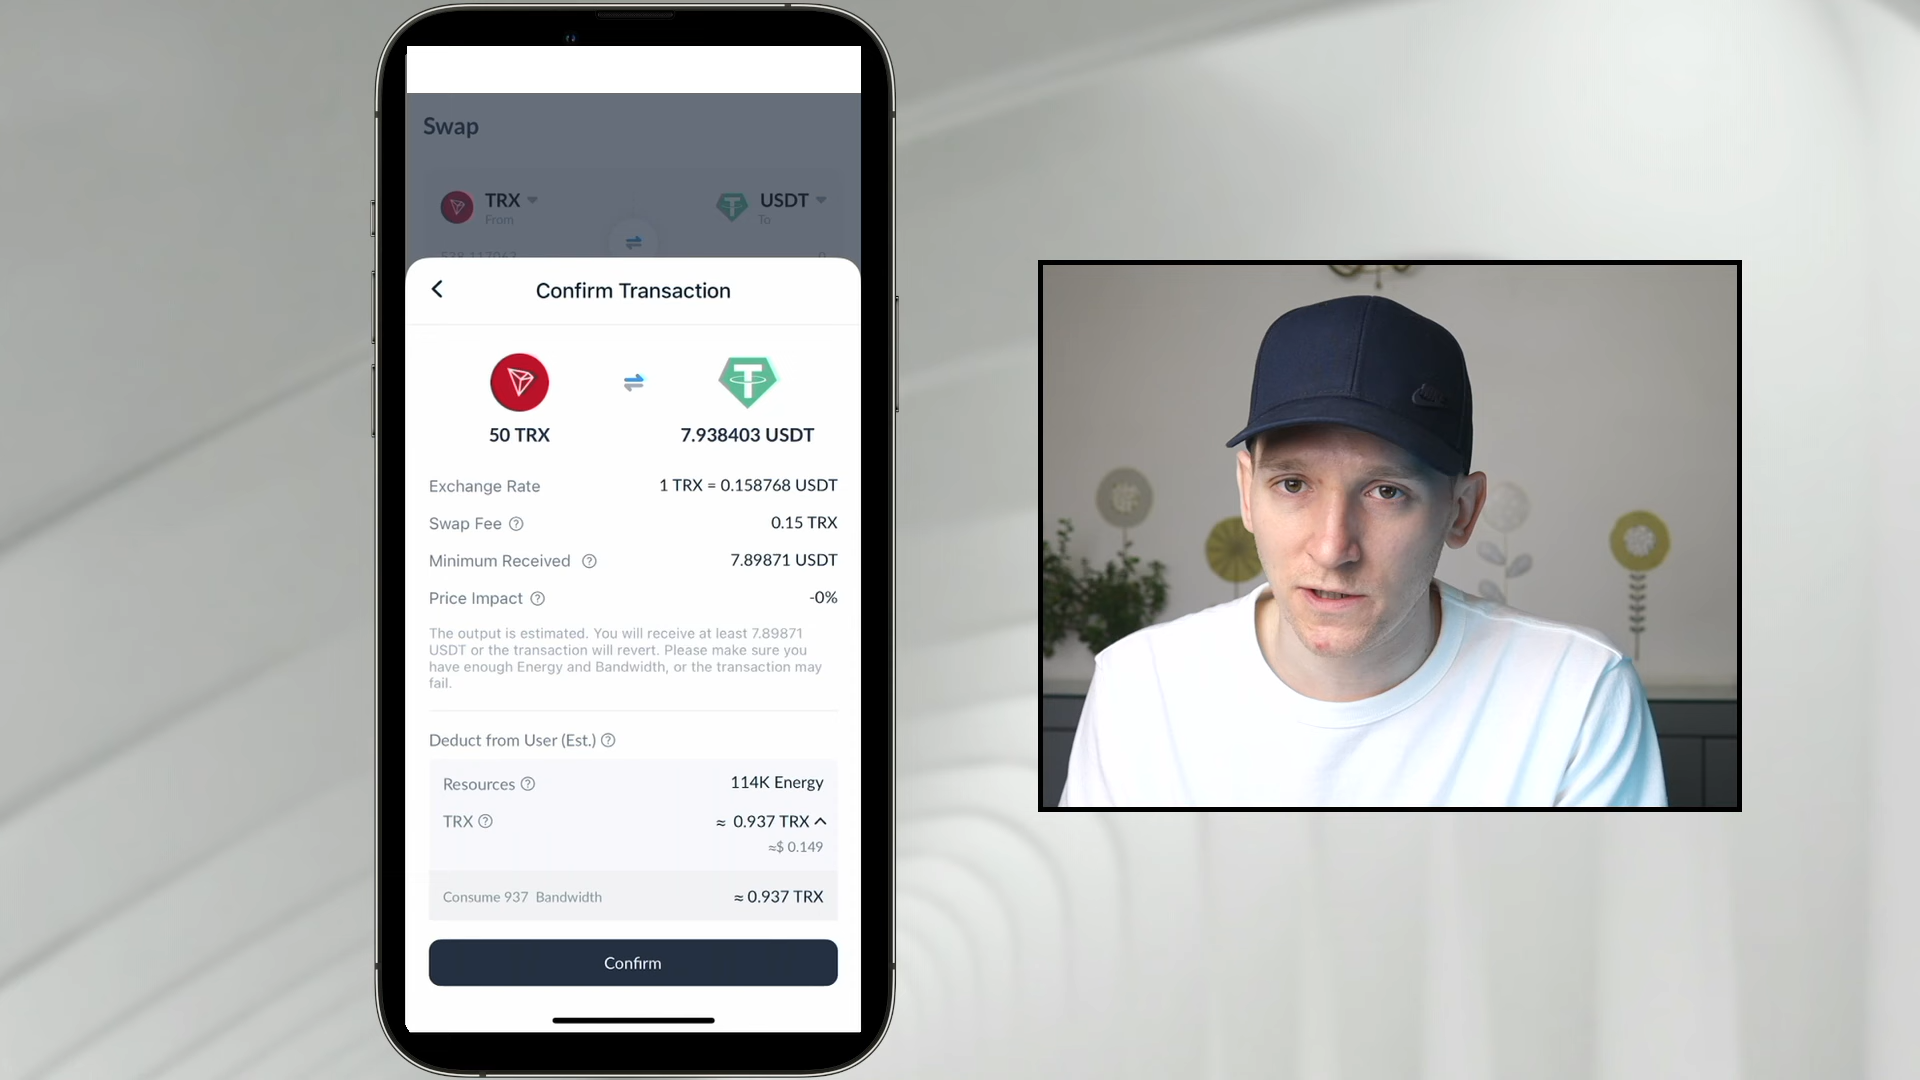 Swap
TRX
From
USDT
To
538.117063
0
Confirm Transaction
50 TRX
7.938403 USDT
Exchange Rate
1 TRX = 0.158768 USDT
Swap Fee
0.15 TRX
Minimum Received
7.89871 USDT
Price Impact
-0%
The output is estimated. You will receive at least 7.89871
USDT or the transaction will revert. Please make sure you
have enough Energy and Bandwidth, or the transaction may
fail.
Deduct from User (Est.)
Resources
114K Energy
TRX
≈ 0.937 TRX
≈$ 0.149
Consume 937 Bandwidth
≈ 0.937 TRX
Confirm